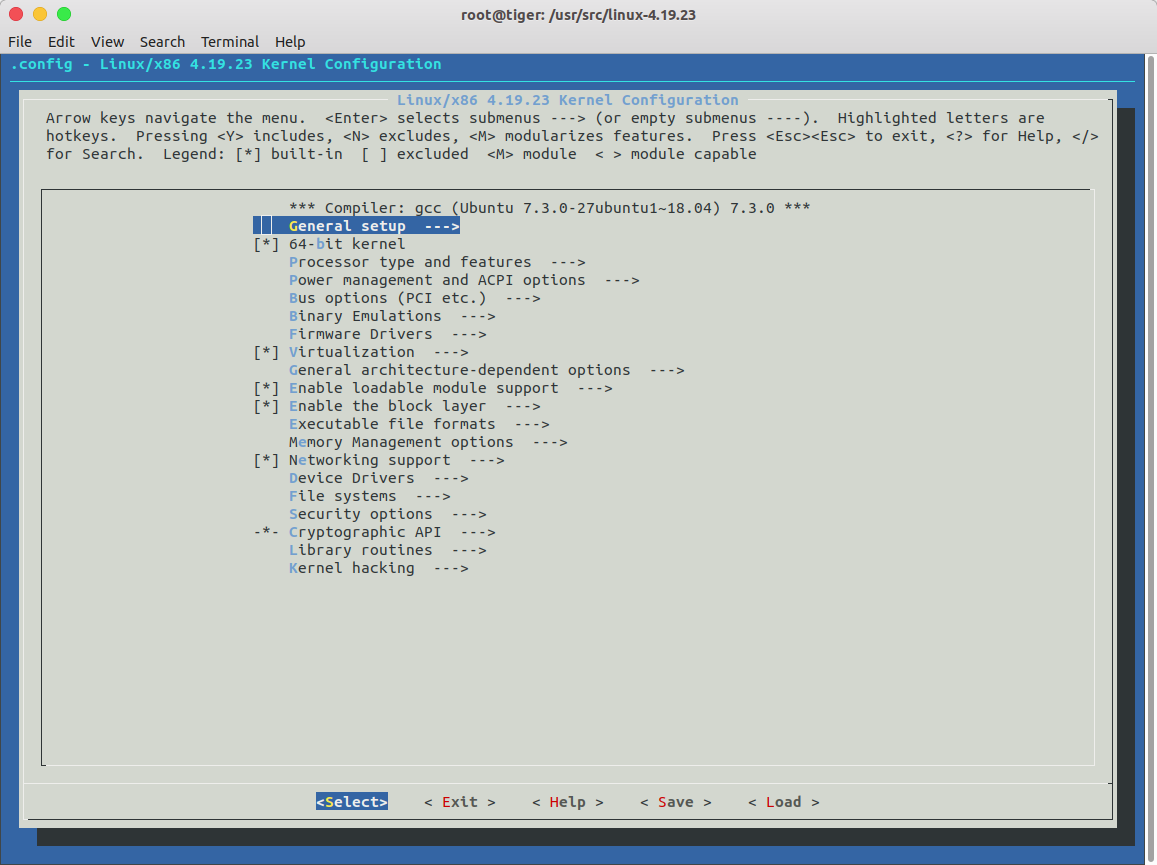 root@tiger: /usr/src/linux-4.19.23
File Edit View Search Terminal Help
.config - Linux/x86 4.19.23 Kernel Configuration
Linux/x86 4.19.23 Kernel Configuration
Arrow keys navigate the menu.  <Enter> selects submenus ---> (or empty submenus ----).  Highlighted letters are
hotkeys.  Pressing <Y> includes, <N> excludes, <M> modularizes features.  Press <Esc><Esc> to exit, <?> for Help, </>
for Search.  Legend: [*] built-in  [ ] excluded  <M> module  < > module capable
*** Compiler: gcc (Ubuntu 7.3.0-27ubuntu1~18.04) 7.3.0 ***
General setup  --->
[*] 64-bit kernel
Processor type and features  --->
Power management and ACPI options  --->
Bus options (PCI etc.)  --->
Binary Emulations  --->
Firmware Drivers  --->
[*] Virtualization  --->
General architecture-dependent options  --->
[*] Enable loadable module support  --->
[*] Enable the block layer  --->
Executable file formats  --->
Memory Management options  --->
[*] Networking support  --->
Device Drivers  --->
File systems  --->
Security options  --->
-*- Cryptographic API  --->
Library routines  --->
Kernel hacking  --->
<Select>    < Exit >    < Help >    < Save >    < Load >